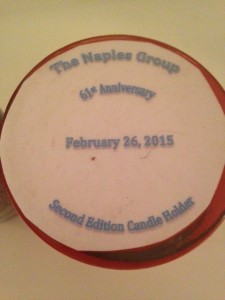 The Naples Group
61st Anniversary
February 26, 2015
Second Edition Candle Holder